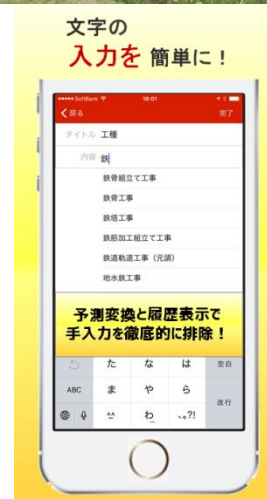 文字の
入力を 簡単に！
SoftBank 16:01
戻る 完了
タイトル 工種
内容 鉄
鉄骨組立て工事
鉄骨工事
鉄塔工事
鉄筋加工組立て工事
鉄道軌道工事（元請）
地水鉄工事
予測変換と履歴表示で
手入力を徹底的に排除！
た な は 空白
ABC ま や ら
改行
^^ わ 、。?!